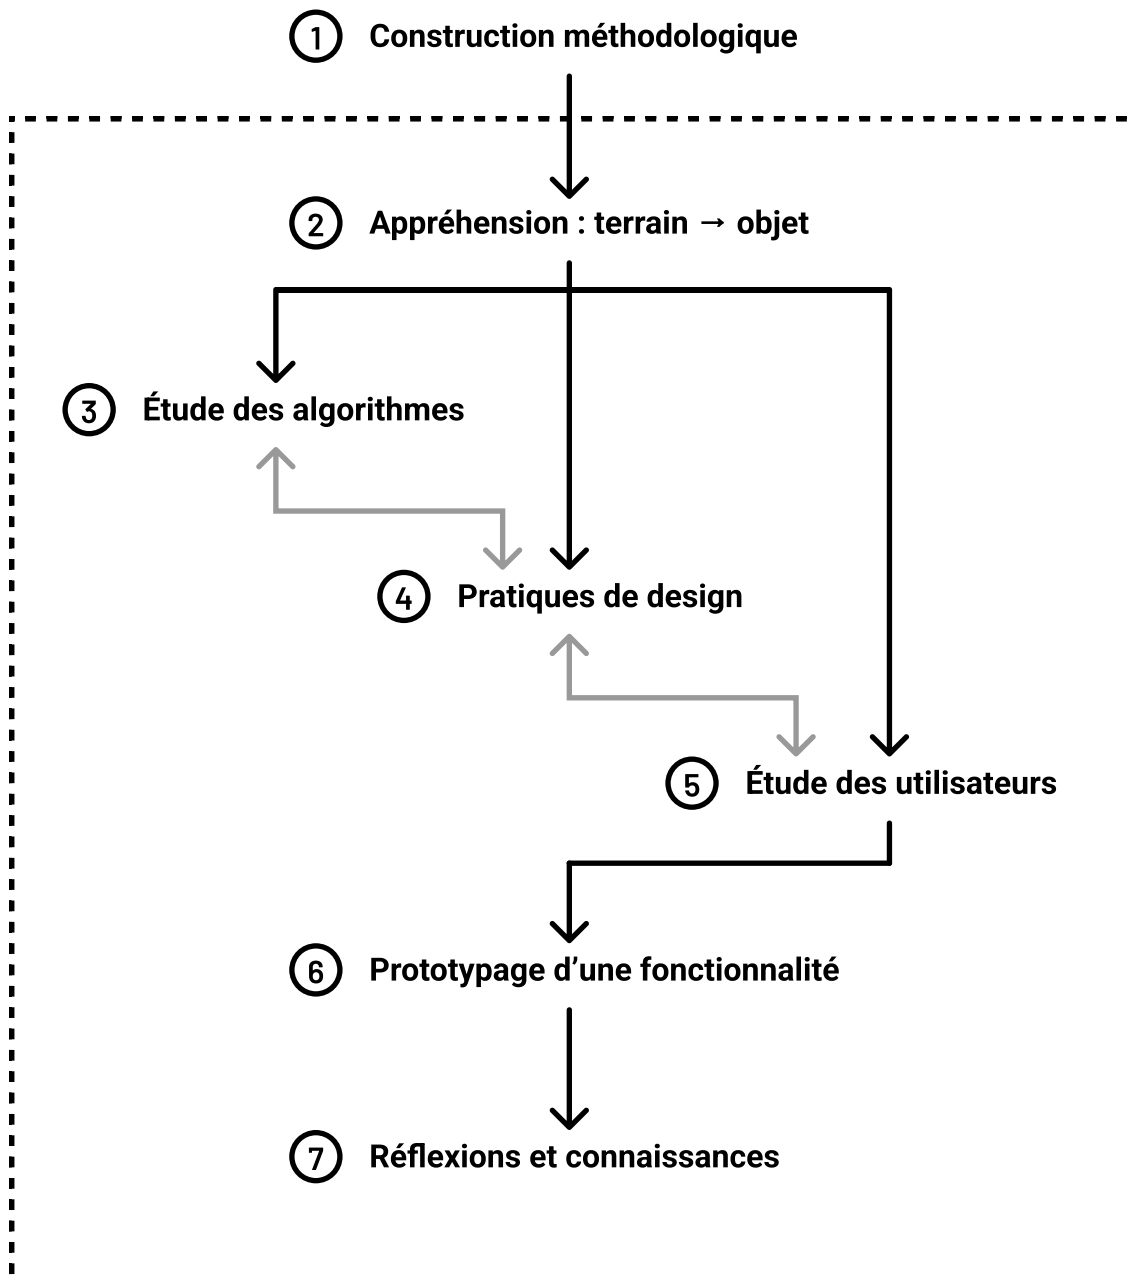 1 Construction méthodologique
2 Appréhension : terrain → objet
3 Étude des algorithmes
4 Pratiques de design
5 Étude des utilisateurs
6 Prototypage d’une fonctionnalité
7 Réflexions et connaissances